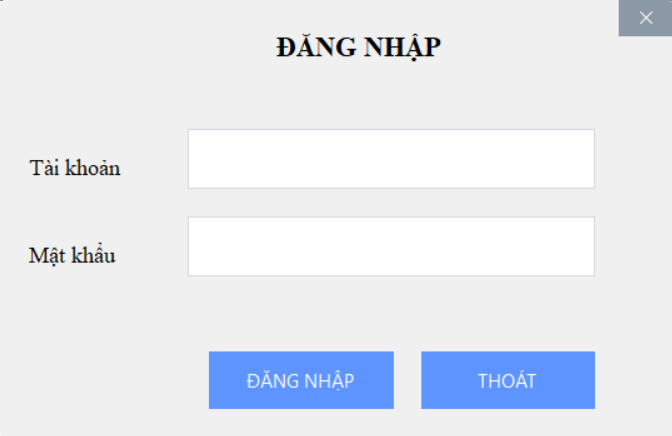 ĐĂNG NHẬP
Tài khoản
Mật khẩu
ĐĂNG NHẬP THOÁT